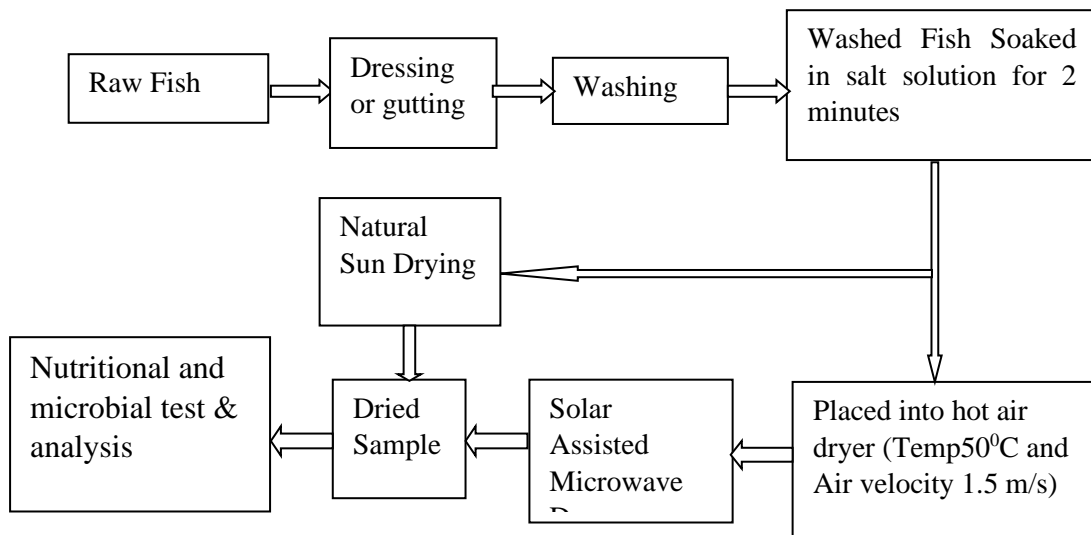 Raw Fish
Dressing
or gutting
Washing
Washed Fish Soaked
in salt solution for 2
minutes
Natural
Sun Drying
Nutritional and
microbial test &
analysis
Dried
Sample
Solar
Assisted
Microwave
Placed into hot air
dryer (Temp50⁰C and
Air velocity 1.5 m/s)